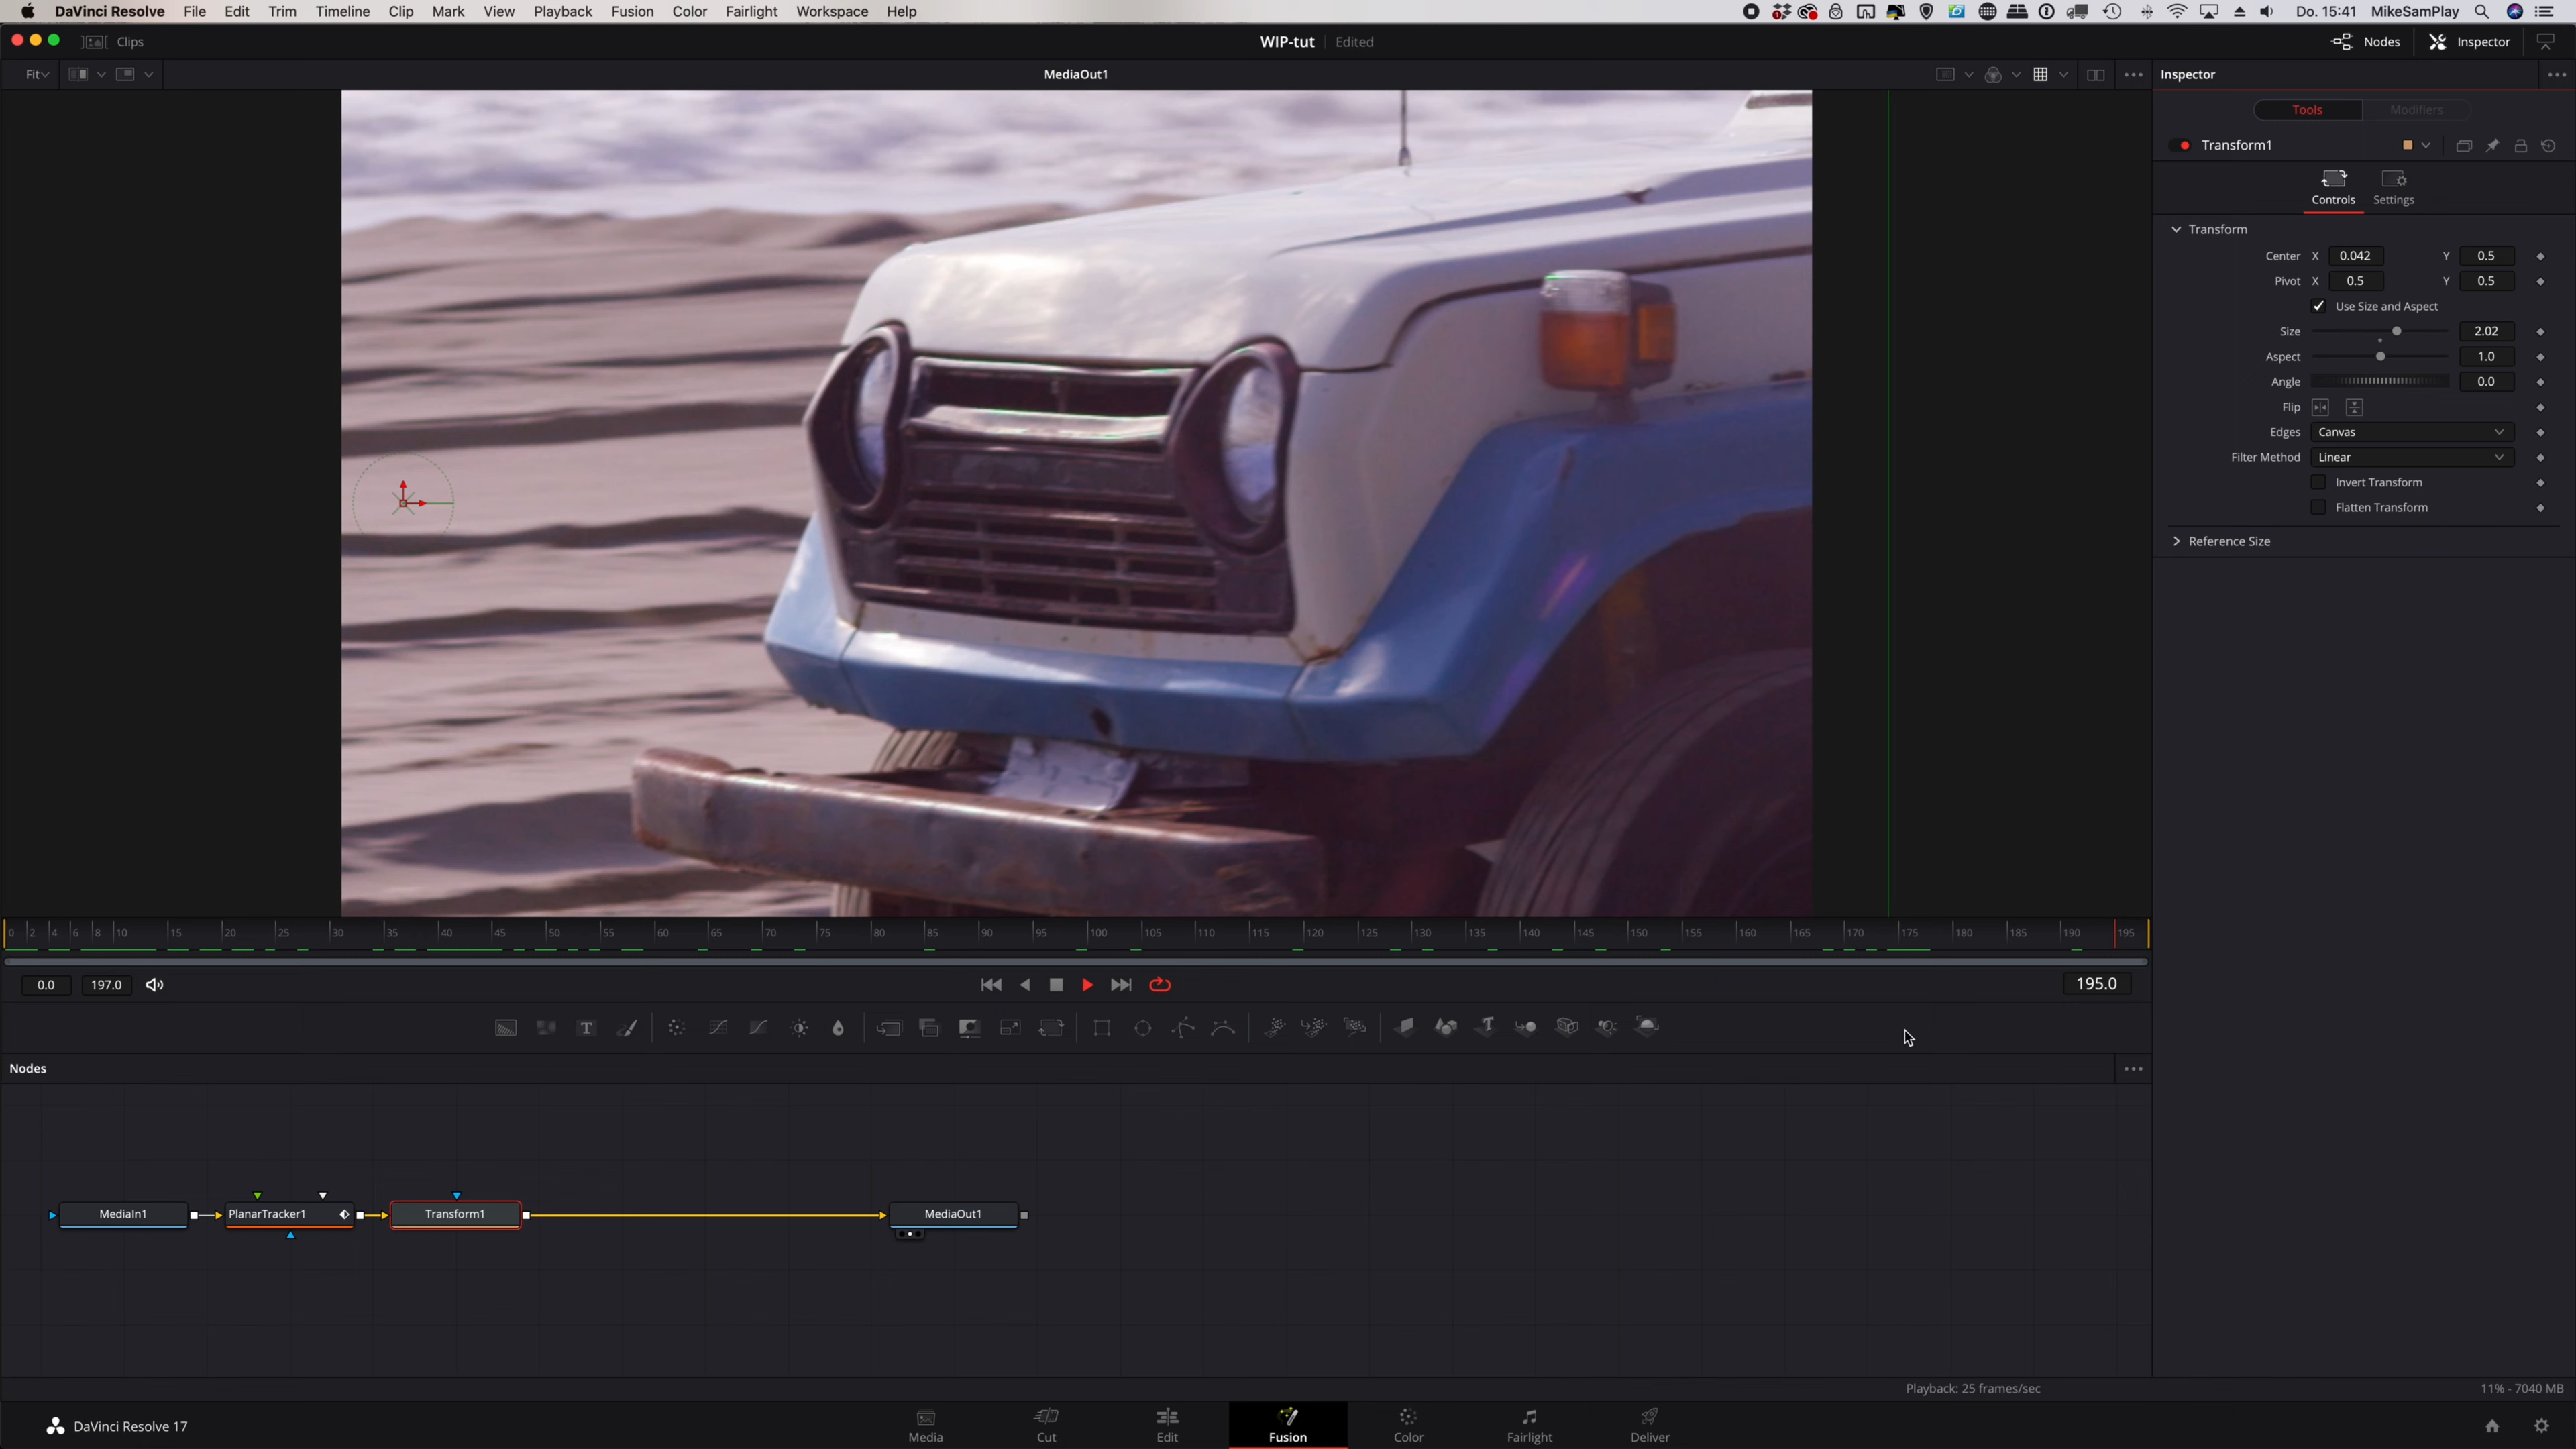 DaVinci Resolve File Edit Trim Timeline Clip Mark View Playback Fusion Color Fairlight Workspace Help Do. 15:41 MikeSamPlay
Clips WIP-tut Edited Nodes Inspector
Fit MediaOut1 Inspector
Tools Modifiers
Transform1
Controls Settings
Transform
Center X 0.042 Y 0.5
Pivot X 0.5 Y 0.5
Use Size and Aspect
Size 2.02
Aspect 1.0
Angle 0.0
Flip
Edges Canvas
Filter Method Linear
Invert Transform
Flatten Transform
Reference Size
0 2 4 6 8 10 15 20 25 30 35 40 45 50 55 60 65 70 75 80 85 90 95 100 105 110 115 120 125 130 135 140 145 150 155 160 165 170 175 180 185 190 195
0.0 197.0 195.0
Nodes
MediaIn1 PlanarTracker1 Transform1 MediaOut1
Playback: 25 frames/sec 11% - 7040 MB
DaVinci Resolve 17 Media Cut Edit Fusion Color Fairlight Deliver